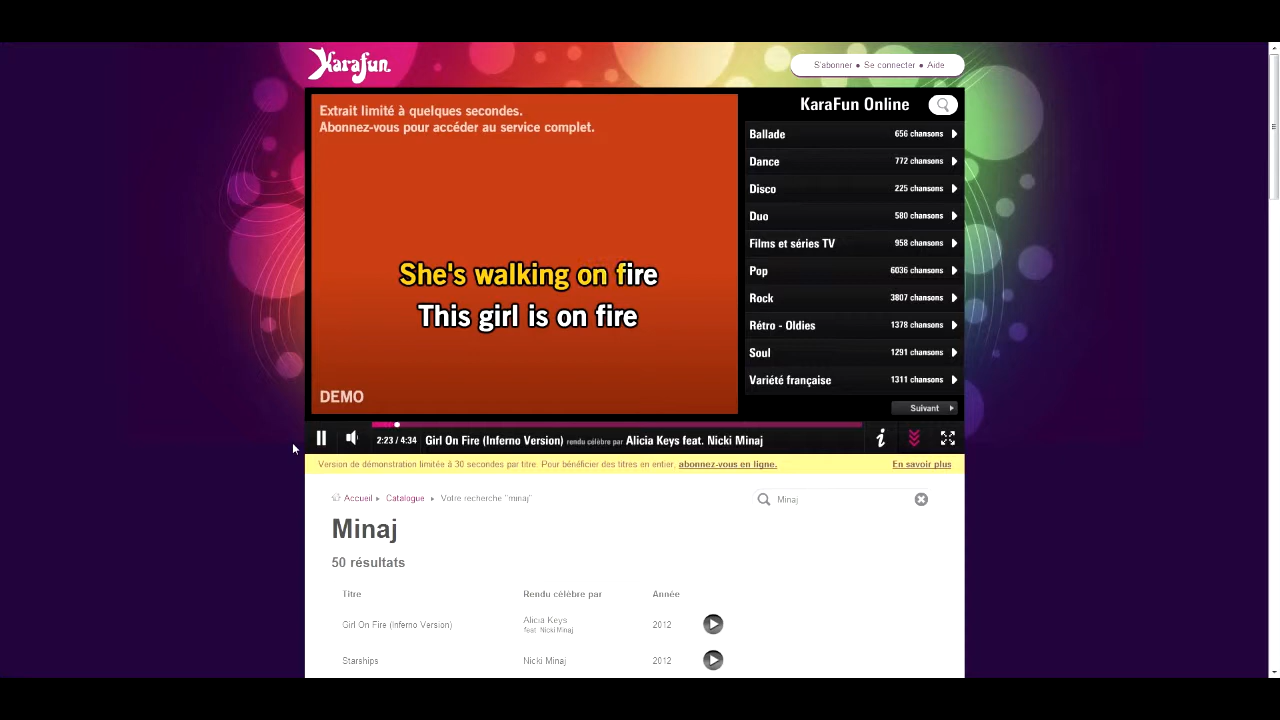 Karafun
S'abonner ● Se connecter ● Aide
Extrait limité à quelques secondes.
Abonnez-vous pour accéder au service complet.
She's walking on fire
This girl is on fire
DEMO
KaraFun Online
Ballade 656 chansons
Dance 772 chansons
Disco 225 chansons
Duo 580 chansons
Films et séries TV 958 chansons
Pop 6036 chansons
Rock 3807 chansons
Rétro - Oldies 1378 chansons
Soul 1291 chansons
Variété française 1311 chansons
Suivant
2:23 / 4:34 Girl On Fire (Inferno Version) rendu célèbre par Alicia Keys feat. Nicki Minaj
Version de démonstration limitée à 30 secondes par titre. Pour bénéficier des titres en entier, abonnez-vous en ligne. En savoir plus
Accueil ▸ Catalogue ▸ Votre recherche "minaj"
Minaj
Minaj
50 résultats
Titre Rendu célèbre par Année
Girl On Fire (Inferno Version) Alicia Keys 2012
feat. Nicki Minaj
Starships Nicki Minaj 2012